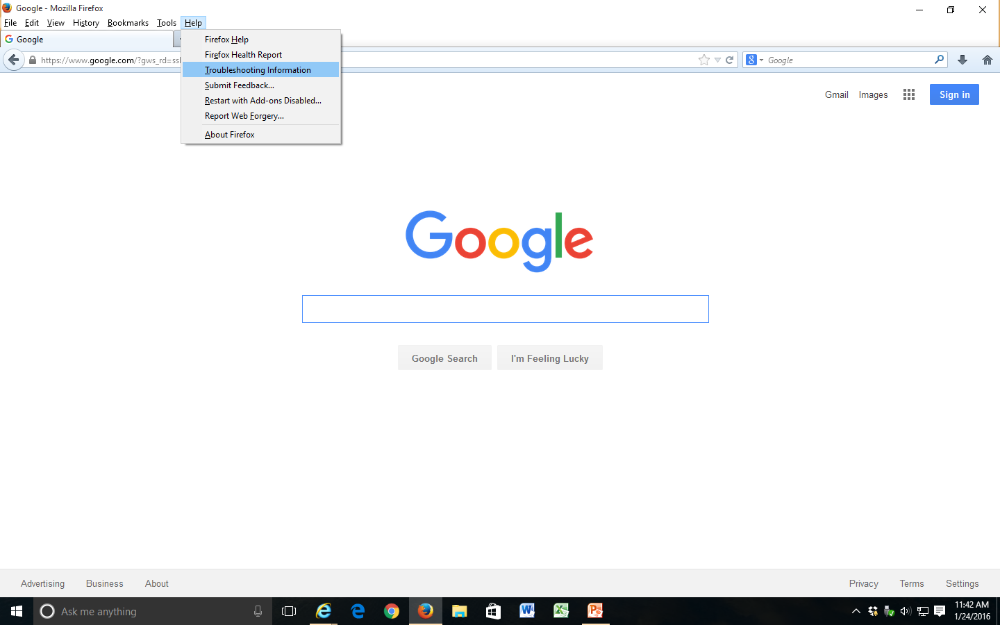 Google - Mozilla Firefox
File Edit View History Bookmarks Tools Help
Google
Firefox Help
Firefox Health Report
Troubleshooting Information
Submit Feedback...
Restart with Add-ons Disabled...
Report Web Forgery...
About Firefox
https://www.google.com/?gws_rd=ssl
Google
Gmail Images Sign in
Google
Google Search I'm Feeling Lucky
Advertising Business About Privacy Terms Settings
Ask me anything
11:42 AM
1/24/2016